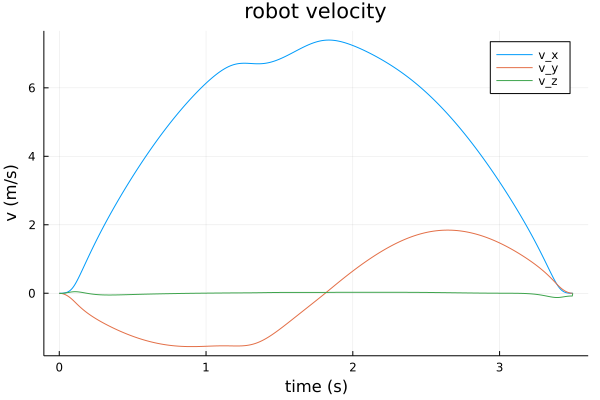 robot velocity
v_x
v_y
v_z
6
4
2
0
v (m/s)
0 1 2 3
time (s)